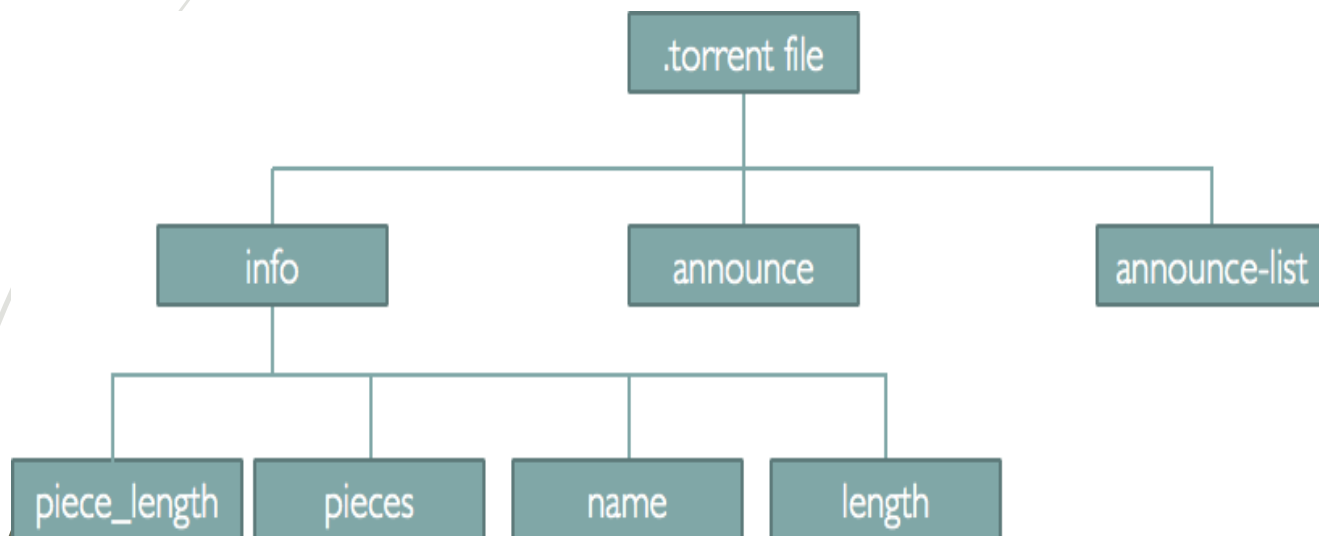 .torrent file
info
announce
announce-list
piece_length
pieces
name
length